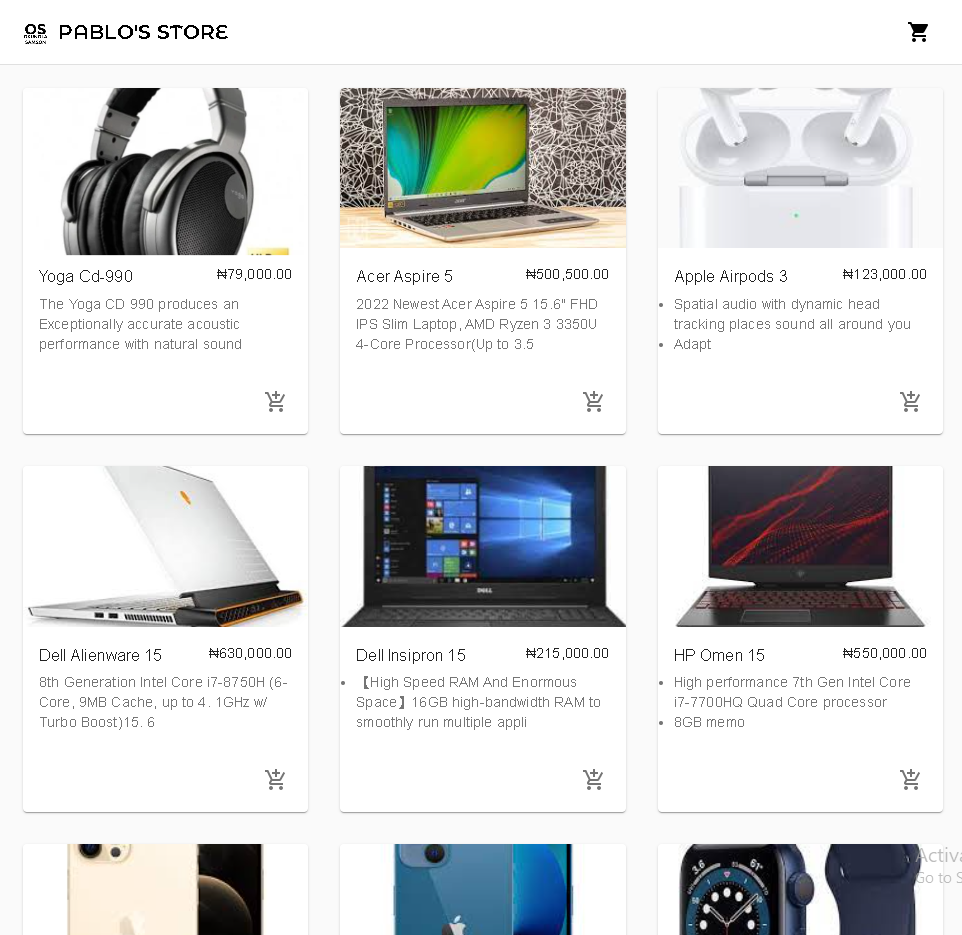 OS
SAMSON
PABLO'S STORE
Yoga Cd-990 ₦79,000.00
The Yoga CD 990 produces an
Exceptionally accurate acoustic
performance with natural sound
Acer Aspire 5 ₦500,500.00
2022 Newest Acer Aspire 5 15.6" FHD
IPS Slim Laptop, AMD Ryzen 3 3350U
4-Core Processor(Up to 3.5
Apple Airpods 3 ₦123,000.00
• Spatial audio with dynamic head
tracking places sound all around you
• Adapt
Dell Alienware 15 ₦630,000.00
8th Generation Intel Core i7-8750H (6-
Core, 9MB Cache, up to 4. 1GHz w/
Turbo Boost)15. 6
DELL
Dell Insipron 15 ₦215,000.00
• 【High Speed RAM And Enormous
Space】16GB high-bandwidth RAM to
smoothly run multiple appli
HP Omen 15 ₦550,000.00
• High performance 7th Gen Intel Core
i7-7700HQ Quad Core processor
• 8GB memo
3.6 55 61°
Activa
Go to S